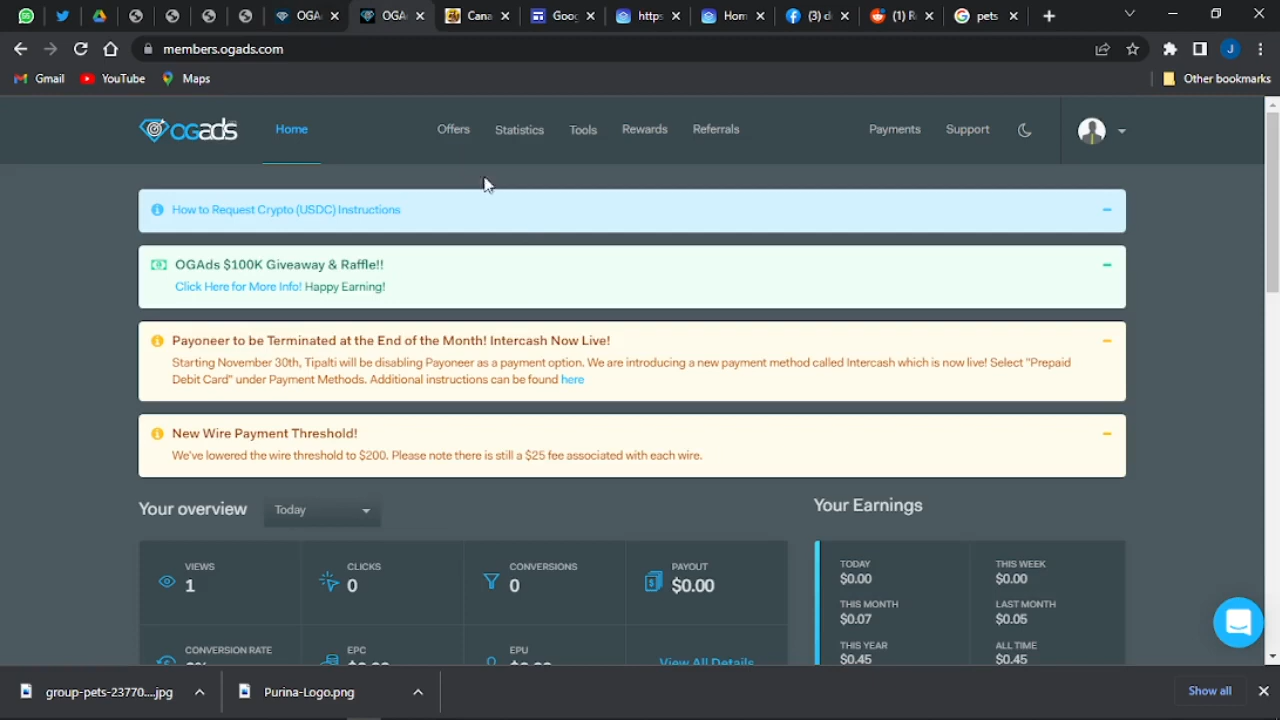 OGA
OGA
Cana
Goog
https
Hom
(3) d
(1) R
pets
members.ogads.com
J
Gmail
YouTube
Maps
Other bookmarks
OGads
Home
Offers
Statistics
Tools
Rewards
Referrals
Payments
Support
How to Request Crypto (USDC) Instructions
OGAds $100K Giveaway & Raffle!!
Click Here for More Info! Happy Earning!
Payoneer to be Terminated at the End of the Month! Intercash Now Live!
Starting November 30th, Tipalti will be disabling Payoneer as a payment option. We are introducing a new payment method called Intercash which is now live! Select "Prepaid
Debit Card" under Payment Methods. Additional instructions can be found here
New Wire Payment Threshold!
We've lowered the wire threshold to $200. Please note there is still a $25 fee associated with each wire.
Your overview
Today
Your Earnings
VIEWS
1
CLICKS
0
CONVERSIONS
0
PAYOUT
$0.00
CONVERSION RATE
EPC
EPU
View All Details
TODAY
$0.00
THIS WEEK
$0.00
THIS MONTH
$0.07
LAST MONTH
$0.05
THIS YEAR
$0.45
ALL TIME
$0.45
group-pets-23770....jpg
Purina-Logo.png
Show all